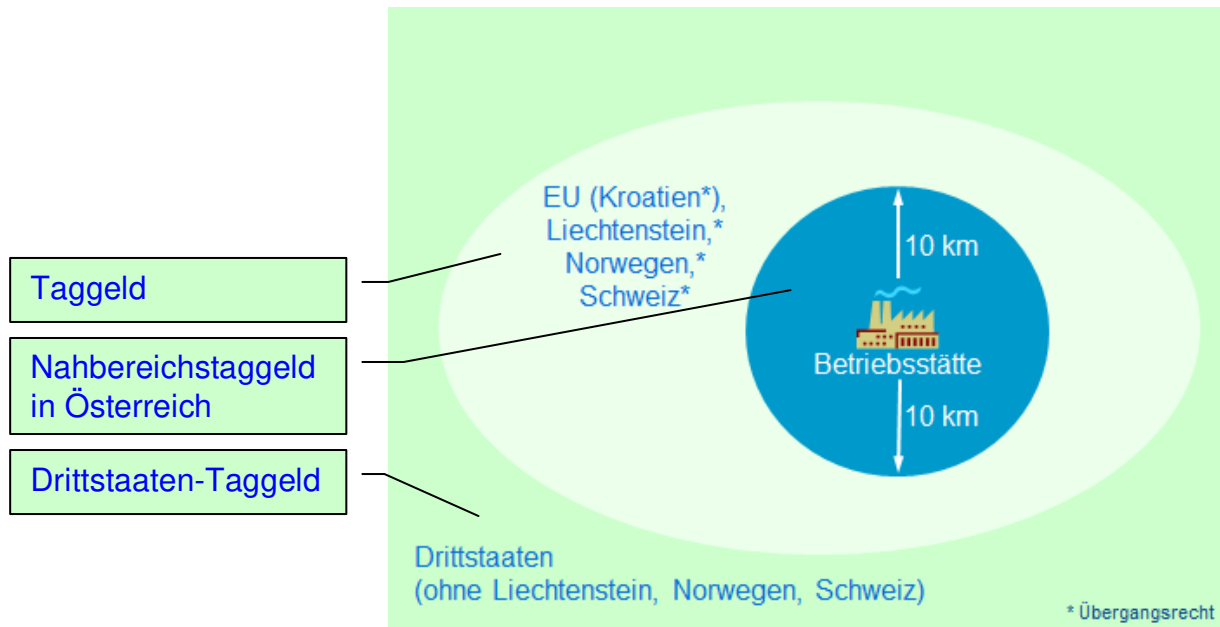 Taggeld
Nahbereichstaggeld
in Österreich
Drittstaaten-Taggeld
EU (Kroatien*),
Liechtenstein,*
Norwegen,*
Schweiz*
10 km
Betriebsstätte
10 km
Drittstaaten
(ohne Liechtenstein, Norwegen, Schweiz)
* Übergangsrecht